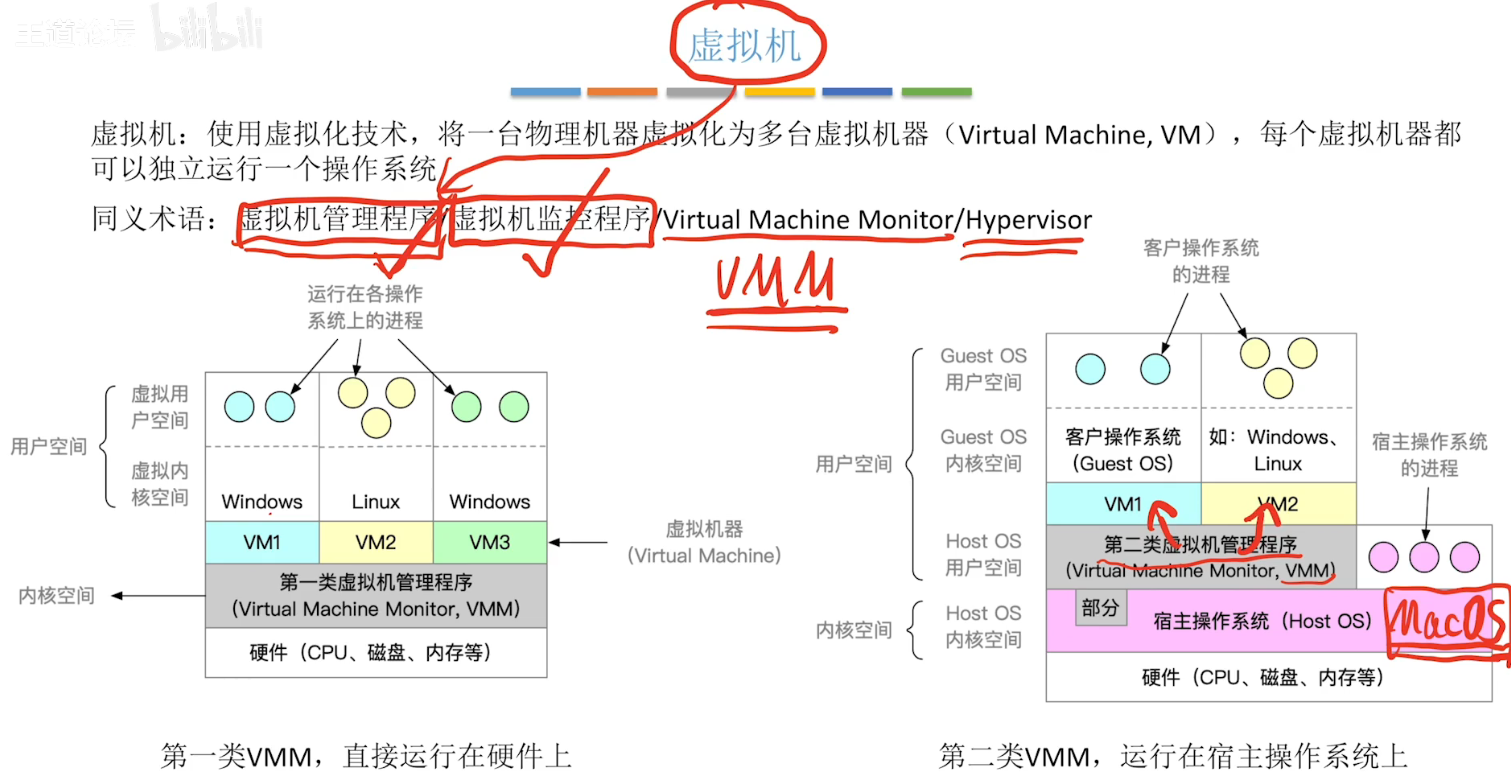 王道论坛 bilibili
虚拟机
虚拟机：使用虚拟化技术，将一台物理机器虚拟化为多台虚拟机器（Virtual Machine, VM），每个虚拟机器都
可以独立运行一个操作系统
同义术语：虚拟机管理程序/虚拟机监控程序/Virtual Machine Monitor/Hypervisor
VMM
运行在各操作
系统上的进程
用户空间
虚拟用
户空间
虚拟内
核空间
Windows
Linux
Windows
VM1
VM2
VM3
虚拟机器
（Virtual Machine）
内核空间
第一类虚拟机管理程序
(Virtual Machine Monitor, VMM)
硬件（CPU、磁盘、内存等）
第一类VMM，直接运行在硬件上
客户操作系统
的进程
用户空间
Guest OS
用户空间
Guest OS
内核空间
客户操作系统
(Guest OS)
如：Windows、
Linux
宿主操作系统
的进程
VM1
VM2
Host OS
用户空间
第二类虚拟机管理程序
(Virtual Machine Monitor, VMM)
内核空间
Host OS
内核空间
部分
宿主操作系统（Host OS）
MacOS
硬件（CPU、磁盘、内存等）
第二类VMM，运行在宿主操作系统上